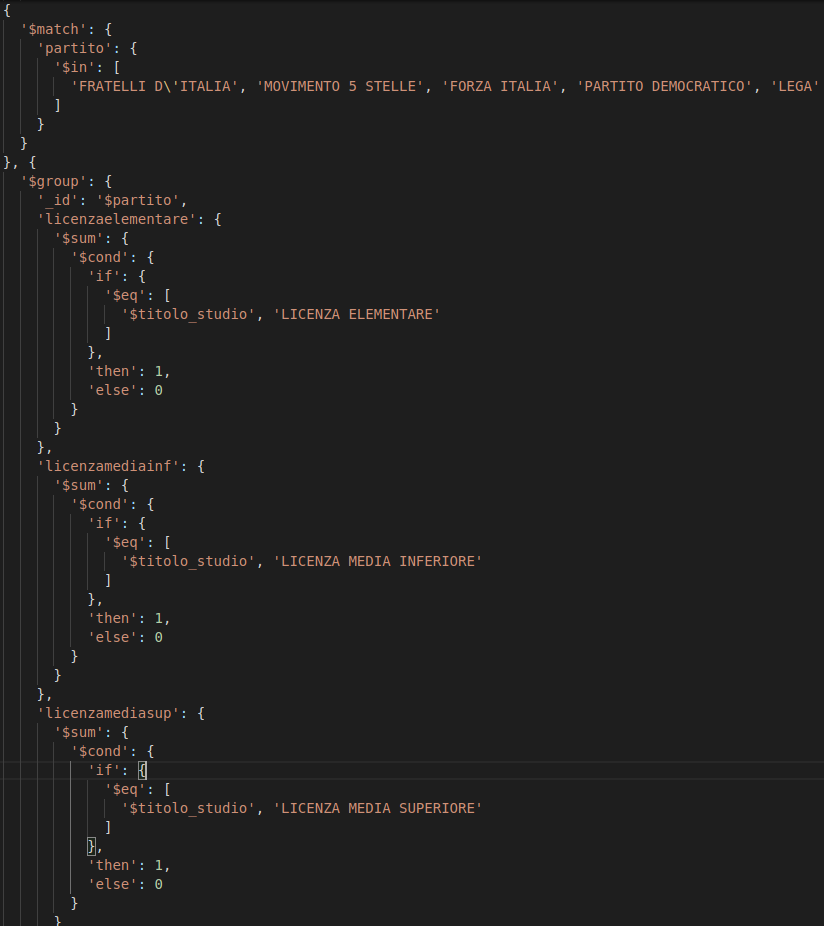 {
  '$match': {
    'partito': {
      '$in': [
        'FRATELLI D\'ITALIA', 'MOVIMENTO 5 STELLE', 'FORZA ITALIA', 'PARTITO DEMOCRATICO', 'LEGA'
      ]
    }
  }
}, {
  '$group': {
    '_id': '$partito',
    'licenzaelementare': {
      '$sum': {
        '$cond': {
          'if': {
            '$eq': [
              '$titolo_studio', 'LICENZA ELEMENTARE'
            ]
          },
          'then': 1,
          'else': 0
        }
      }
    },
    'licenzamediainf': {
      '$sum': {
        '$cond': {
          'if': {
            '$eq': [
              '$titolo_studio', 'LICENZA MEDIA INFERIORE'
            ]
          },
          'then': 1,
          'else': 0
        }
      }
    },
    'licenzamediasup': {
      '$sum': {
        '$cond': {
          'if': {
            '$eq': [
              '$titolo_studio', 'LICENZA MEDIA SUPERIORE'
            ]
          },
          'then': 1,
          'else': 0
        }
      }